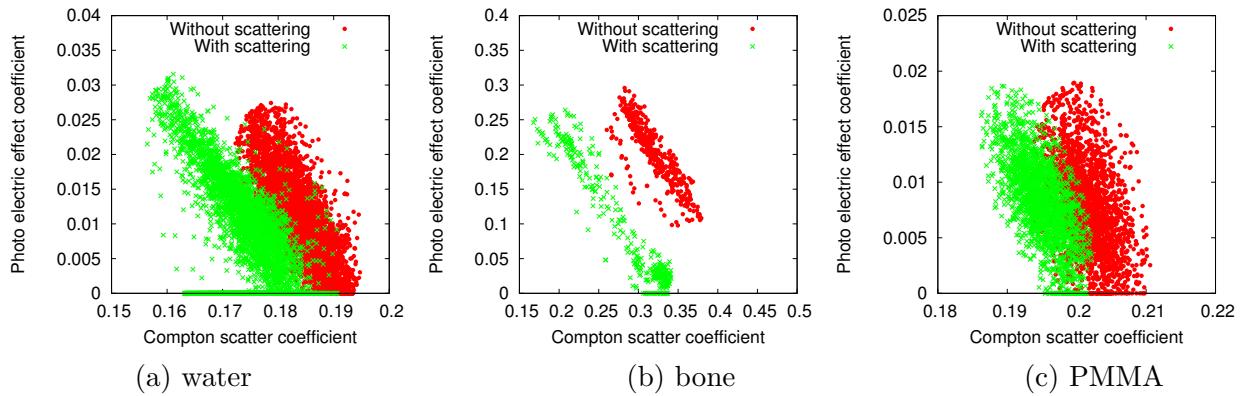 Photo electric effect coefficient
0.04
0.035
0.03
0.025
0.02
0.015
0.01
0.005
0
0.15
0.16
0.17
0.18
0.19
0.2
Without scattering
With scattering
Compton scatter coefficient
(a) water
Photo electric effect coefficient
0.4
0.35
0.3
0.25
0.2
0.15
0.1
0.05
0
0.15
0.2
0.25
0.3
0.35
0.4
0.45
0.5
Without scattering
With scattering
Compton scatter coefficient
(b) bone
Photo electric effect coefficient
0.025
0.02
0.015
0.01
0.005
0
0.18
0.19
0.2
0.21
0.22
Without scattering
With scattering
Compton scatter coefficient
(c) PMMA